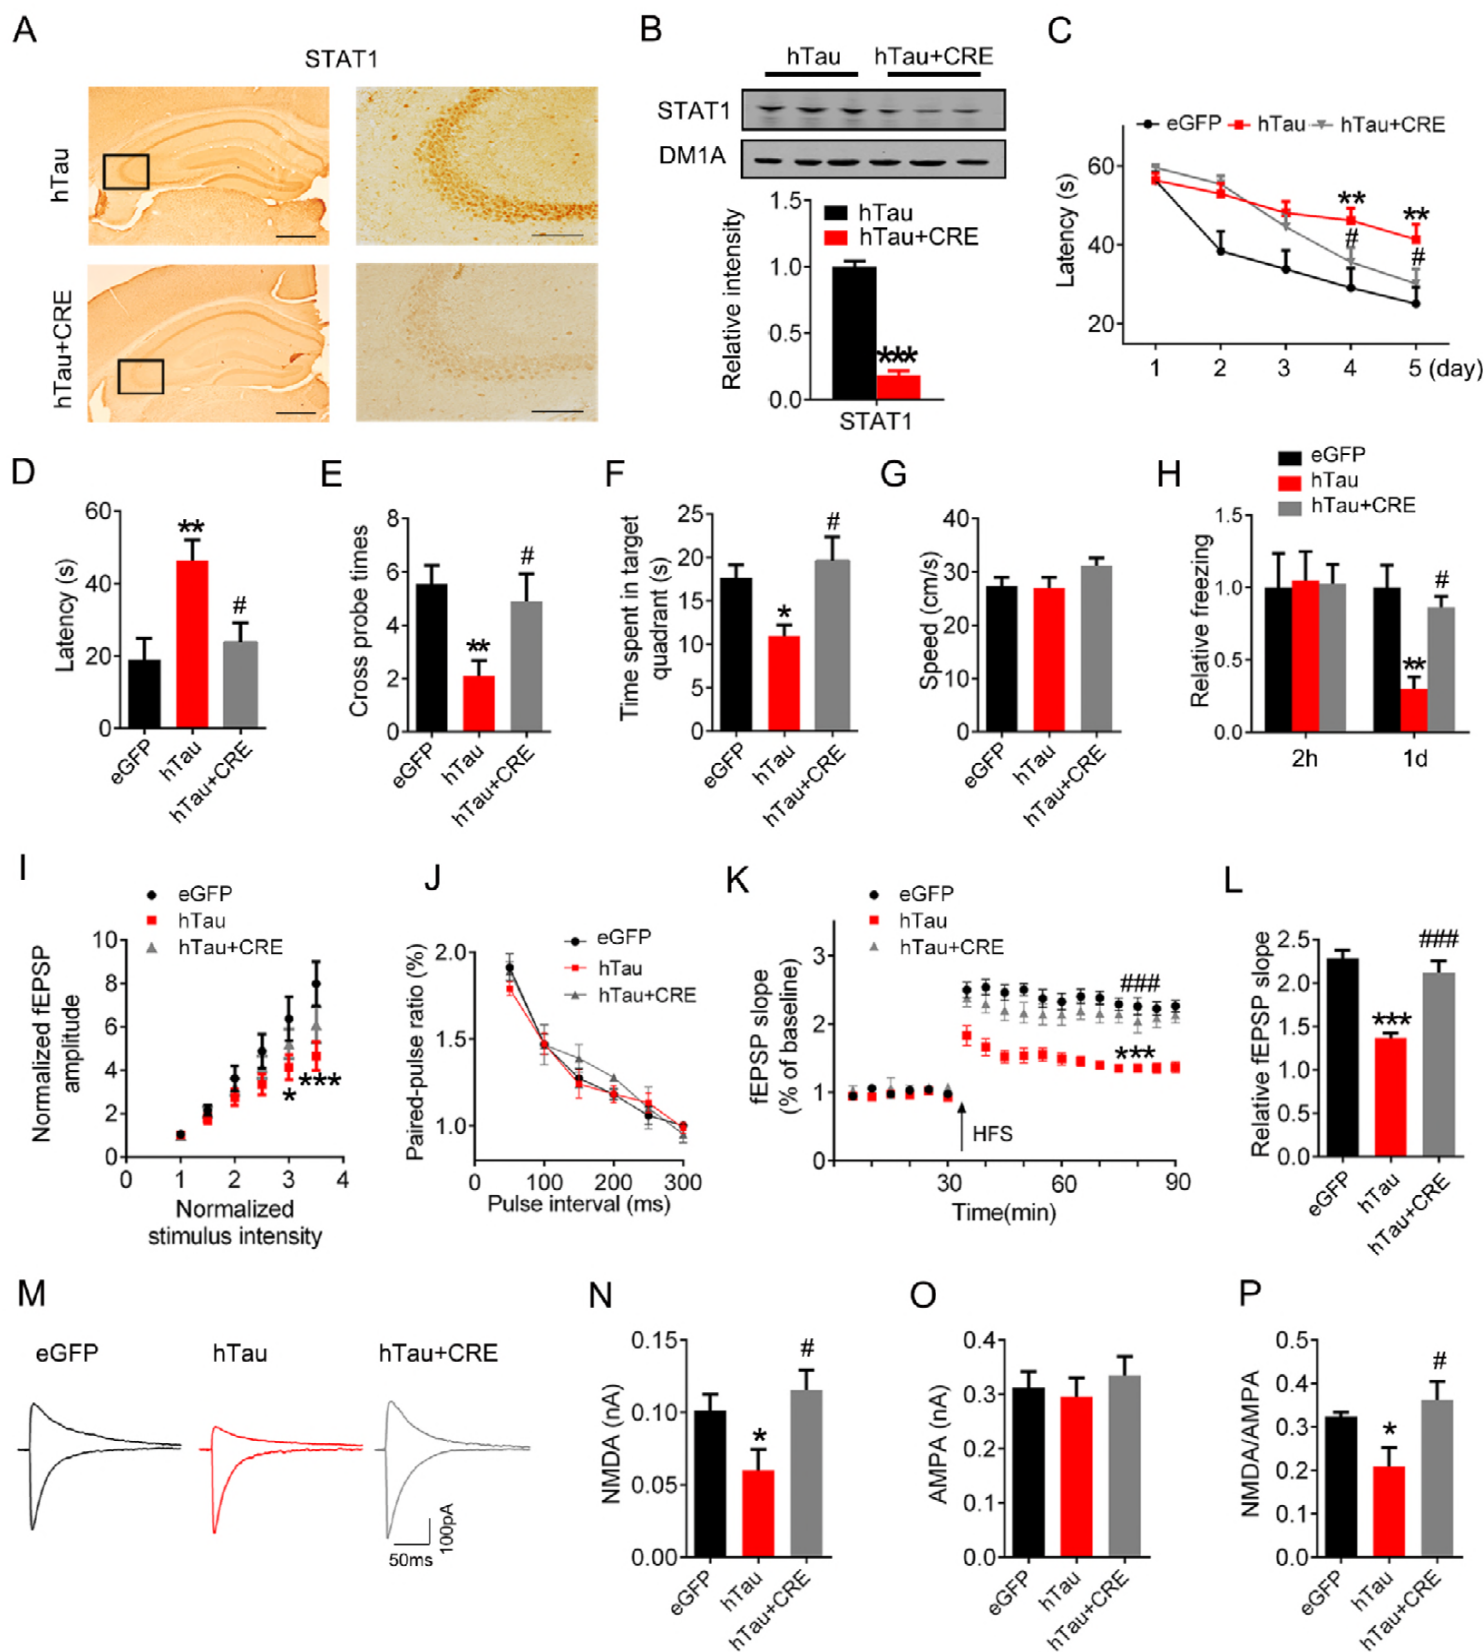 A
STAT1
hTau
hTau+CRE
B
hTau hTau+CRE
STAT1
DM1A
Relative intensity
1.5
1.0
0.5
0.0
hTau
hTau+CRE
***
STAT1
C
eGFP hTau hTau+CRE
Latency (s)
60
40
20
**
#
**
#
1 2 3 4 5 (day)
D
Latency (s)
60
40
20
0
**
#
eGFP
hTau
hTau+CRE
E
Cross probe times
8
6
4
2
0
**
#
eGFP
hTau
hTau+CRE
F
Time spent in target
quadrant (s)
25
20
15
10
5
0
*
#
eGFP
hTau
hTau+CRE
G
Speed (cm/s)
40
30
20
10
0
eGFP
hTau
hTau+CRE
H
eGFP
hTau
hTau+CRE
Relative freezing
1.5
1.0
0.5
0.0
**
#
2h 1d
I
eGFP
hTau
hTau+CRE
Normalized fEPSP
amplitude
10
8
6
4
2
0
*
***
0 1 2 3 4
Normalized
stimulus intensity
J
eGFP
hTau
hTau+CRE
Paired-pulse ratio (%)
2.0
1.5
1.0
0 100 200 300
Pulse interval (ms)
K
eGFP
hTau
hTau+CRE
fEPSP slope
(% of baseline)
3
2
1
0
###
***
HFS
30 60 90
Time(min)
L
Relative fEPSP slope
2.5
2.0
1.5
1.0
0.5
0.0
***
###
eGFP
hTau
hTau+CRE
M
eGFP hTau hTau+CRE
100pA
50ms
N
NMDA (nA)
0.15
0.10
0.05
0.00
*
#
eGFP
hTau
hTau+CRE
O
AMPA (nA)
0.4
0.3
0.2
0.1
0.0
eGFP
hTau
hTau+CRE
P
NMDA/AMPA
0.5
0.4
0.3
0.2
0.1
0.0
*
#
eGFP
hTau
hTau+CRE